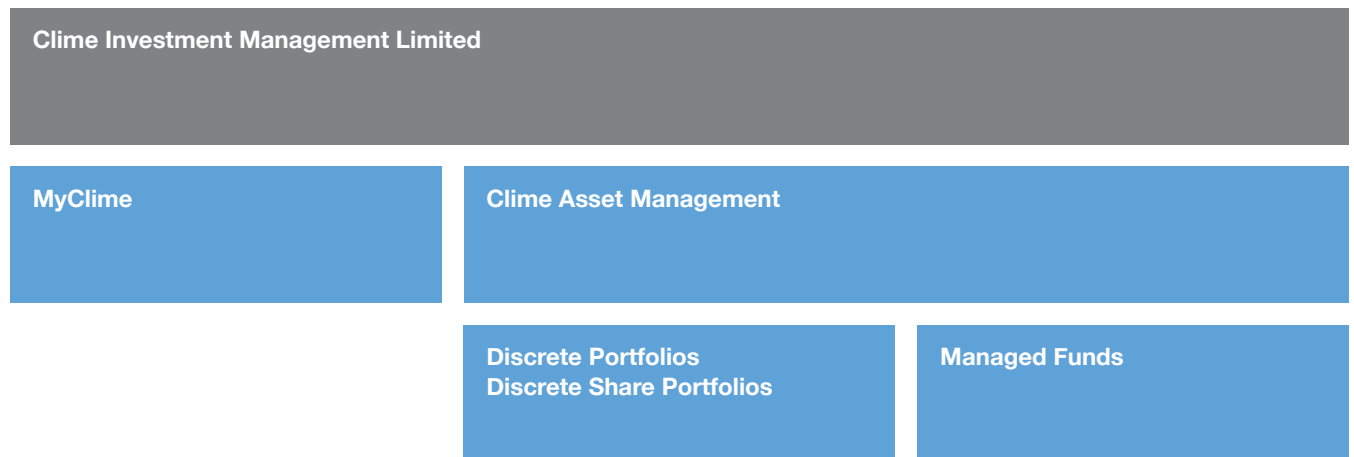 Clime Investment Management Limited
MyClime
Clime Asset Management
Discrete Portfolios
Discrete Share Portfolios
Managed Funds